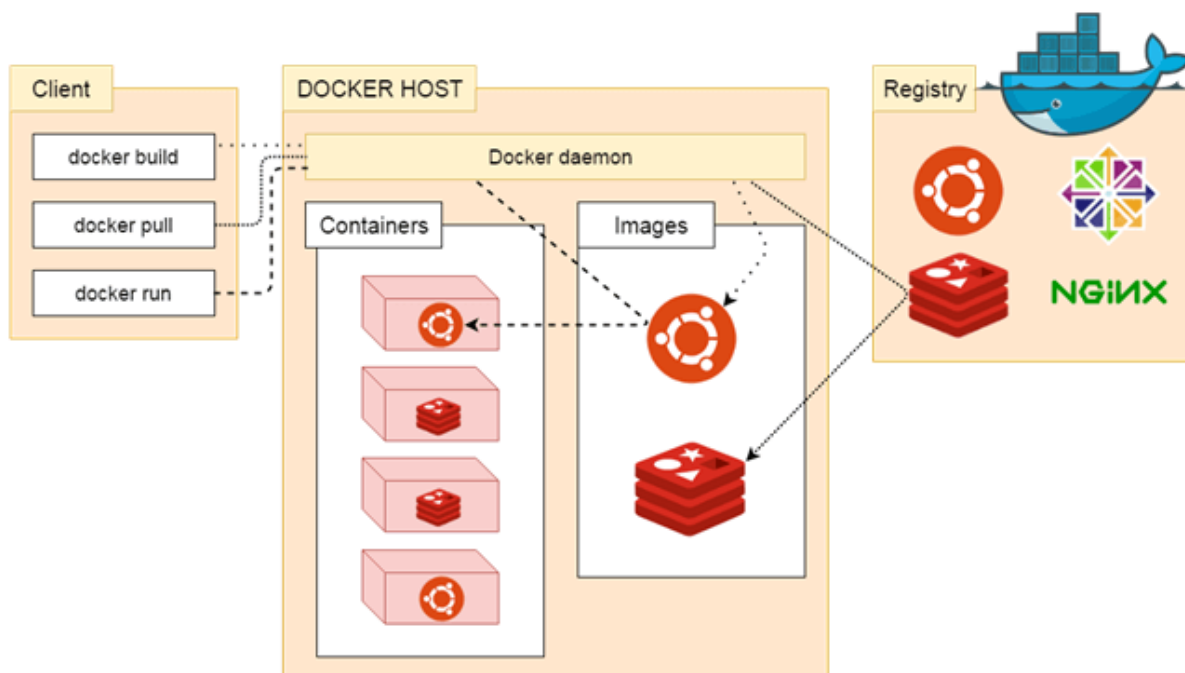 Client
docker build
docker pull
docker run
DOCKER HOST
Docker daemon
Containers
Images
Registry
NGINX